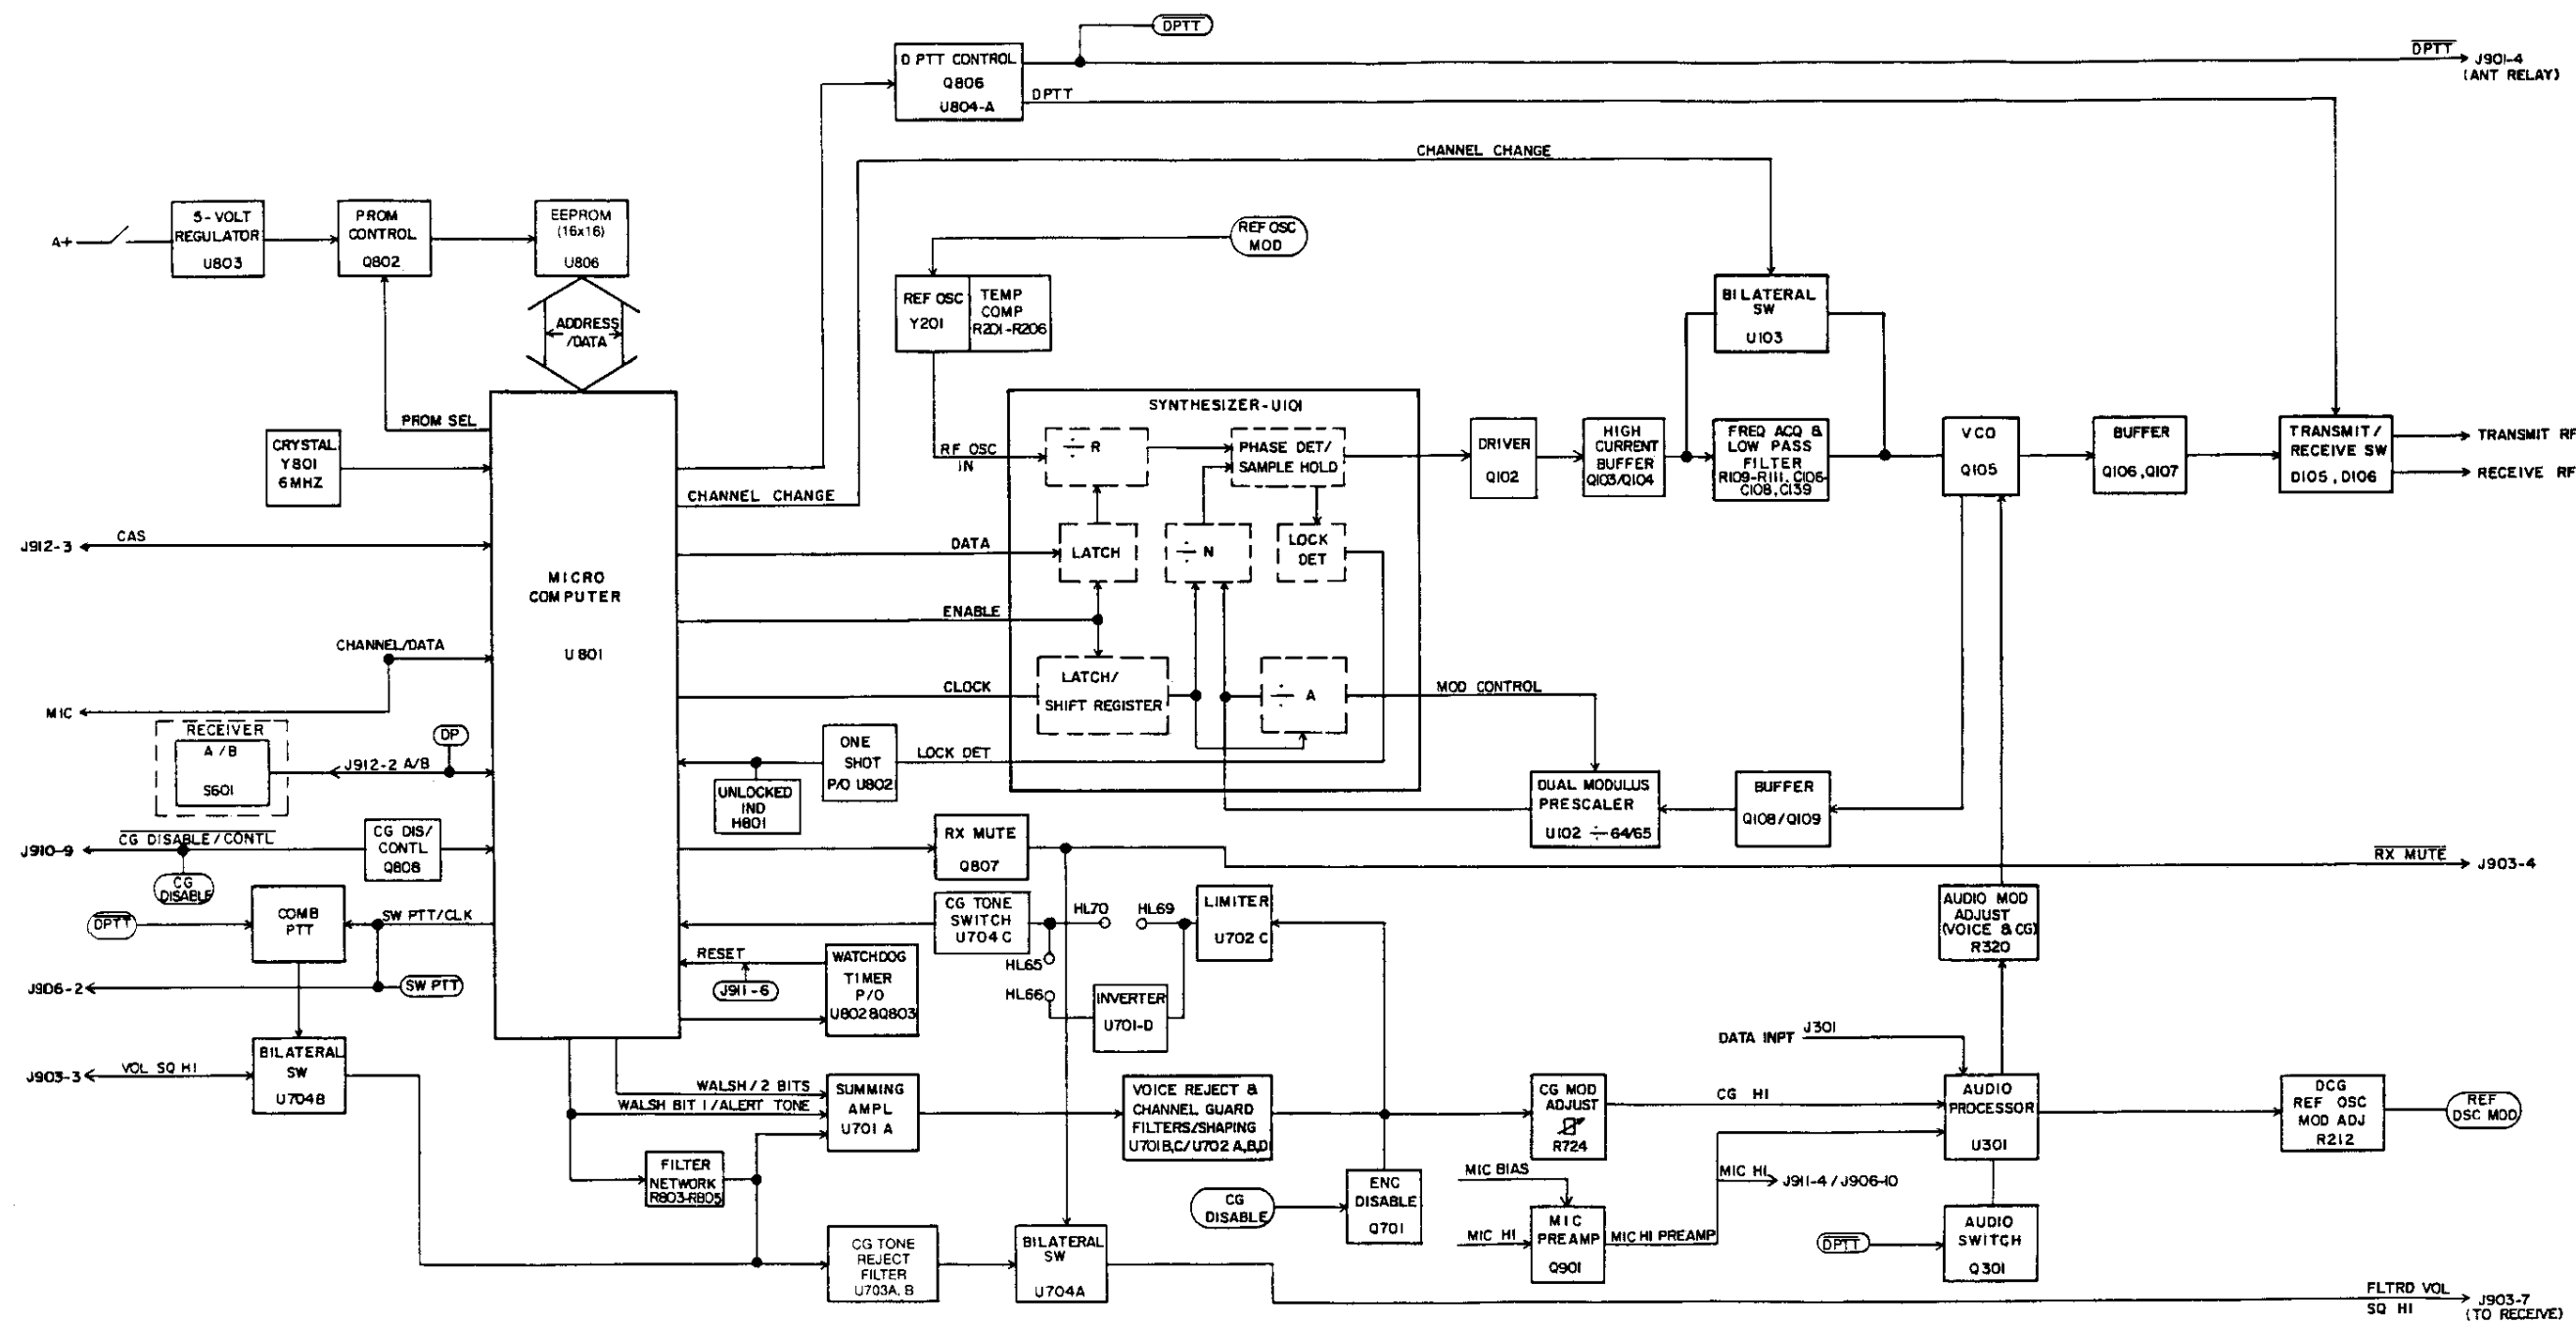 DPTT
D PTT CONTROL
Q806
U804-A
DPTT
J901-4
(ANT RELAY)
DPTT
CHANNEL CHANGE
A+
5-VOLT
REGULATOR
U803
PROM
CONTROL
Q802
EEPROM
(16x16)
U806
REF OSC
MOD
REF OSC
Y201
TEMP
COMP
R201-R206
BILATERAL
SW
U103
ADDRESS
/DATA
PROM SEL
CRYSTAL
Y801
6MHZ
SYNTHESIZER-U101
RF OSC
IN
÷ R
PHASE DET/
SAMPLE HOLD
DRIVER
Q102
HIGH
CURRENT
BUFFER
Q103/Q104
FREQ ACQ &
LOW PASS
FILTER
R109-R111, C106-
C108, C139
VCO
Q105
BUFFER
Q106, Q107
TRANSMIT/
RECEIVE SW
D105, D106
TRANSMIT RF
RECEIVE RF
CHANNEL CHANGE
J912-3
CAS
DATA
LATCH
÷ N
LOCK
DET
MICRO
COMPUTER
U801
ENABLE
CHANNEL/DATA
CLOCK
LATCH/
SHIFT REGISTER
÷ A
MOD CONTROL
MIC
RECEIVER
A/B
S601
DP
J912-2 A/B
ONE
SHOT
P/O U802
LOCK DET
UNLOCKED
IND
H801
DUAL MODULUS
PRESCALER
U102 ÷64/65
BUFFER
Q108/Q109
J910-9
CG DISABLE/CONTL
CG DIS/
CONTL
Q808
CG
DISABLE
RX MUTE
Q807
RX MUTE
J903-4
DPTT
COMB
PTT
SW PTT/CLK
CG TONE
SWITCH
U704C
HL70
HL69
LIMITER
U702C
AUDIO MOD
ADJUST
(VOICE & CG)
R320
J906-2
SW PTT
RESET
J911-6
WATCHDOG
TIMER
P/O
U802&Q803
HL65
HL66
INVERTER
U701-D
DATA INPT
J301
J903-3
VOL SQ HI
BILATERAL
SW
U704B
WALSH/2 BITS
WALSH BIT 1/ALERT TONE
SUMMING
AMPL
U701A
VOICE REJECT &
CHANNEL GUARD
FILTERS/SHAPING
U701B,C/U702 A,B,D
CG MOD
ADJUST
R724
CG HI
AUDIO
PROCESSOR
U301
DCG
REF OSC
MOD ADJ
R212
REF
OSC MOD
FILTER
NETWORK
R803-R805
CG
DISABLE
ENC
DISABLE
Q701
MIC BIAS
MIC HI
J911-4/J906-10
MIC HI
MIC
PREAMP
Q901
MIC HI PREAMP
DPTT
AUDIO
SWITCH
Q301
CG TONE
REJECT
FILTER
U703A, B
BILATERAL
SW
U704A
FLTRD VOL
SQ HI
J903-7
(TO RECEIVE)